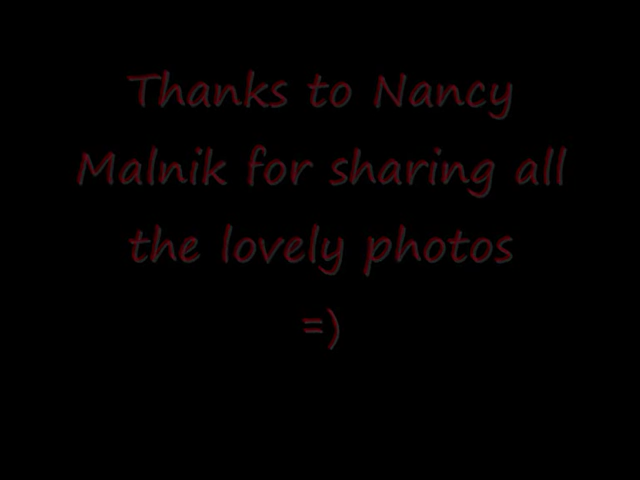 Thanks to Nancy
Malnik for sharing all
the lovely photos
=)